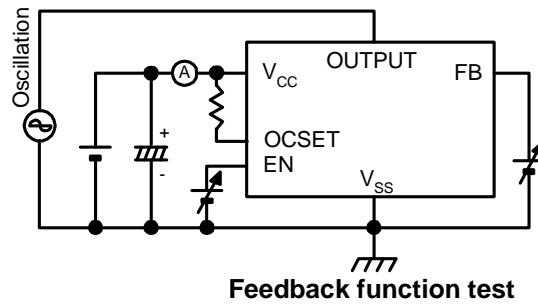 Oscillation
OUTPUT
A
VCC
FB
+
-
OCSET
EN
VSS
Feedback function test